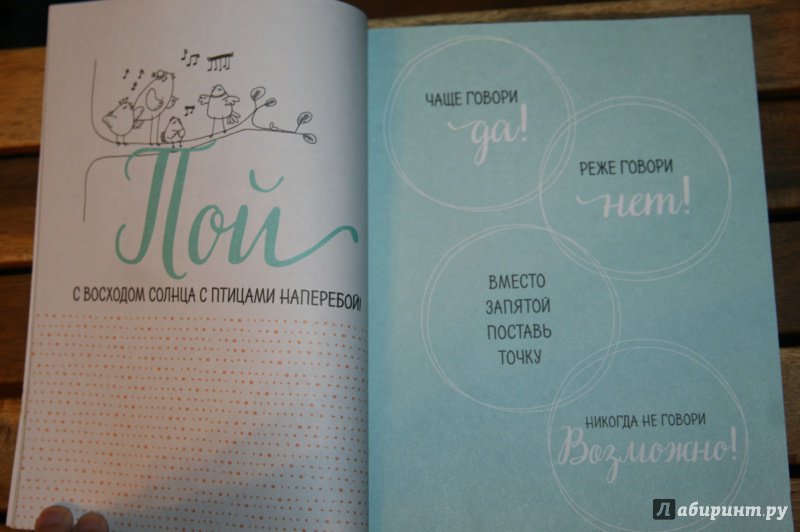 Пой
С ВОСХОДОМ СОЛНЦА С ПТИЦАМИ НАПЕРЕБОЙ!
ЧАЩЕ ГОВОРИ
да!
РЕЖЕ ГОВОРИ
нет!
ВМЕСТО
ЗАПЯТОЙ
ПОСТАВЬ
ТОЧКУ
НИКОГДА НЕ ГОВОРИ
Возможно!
Лабиринт.ру